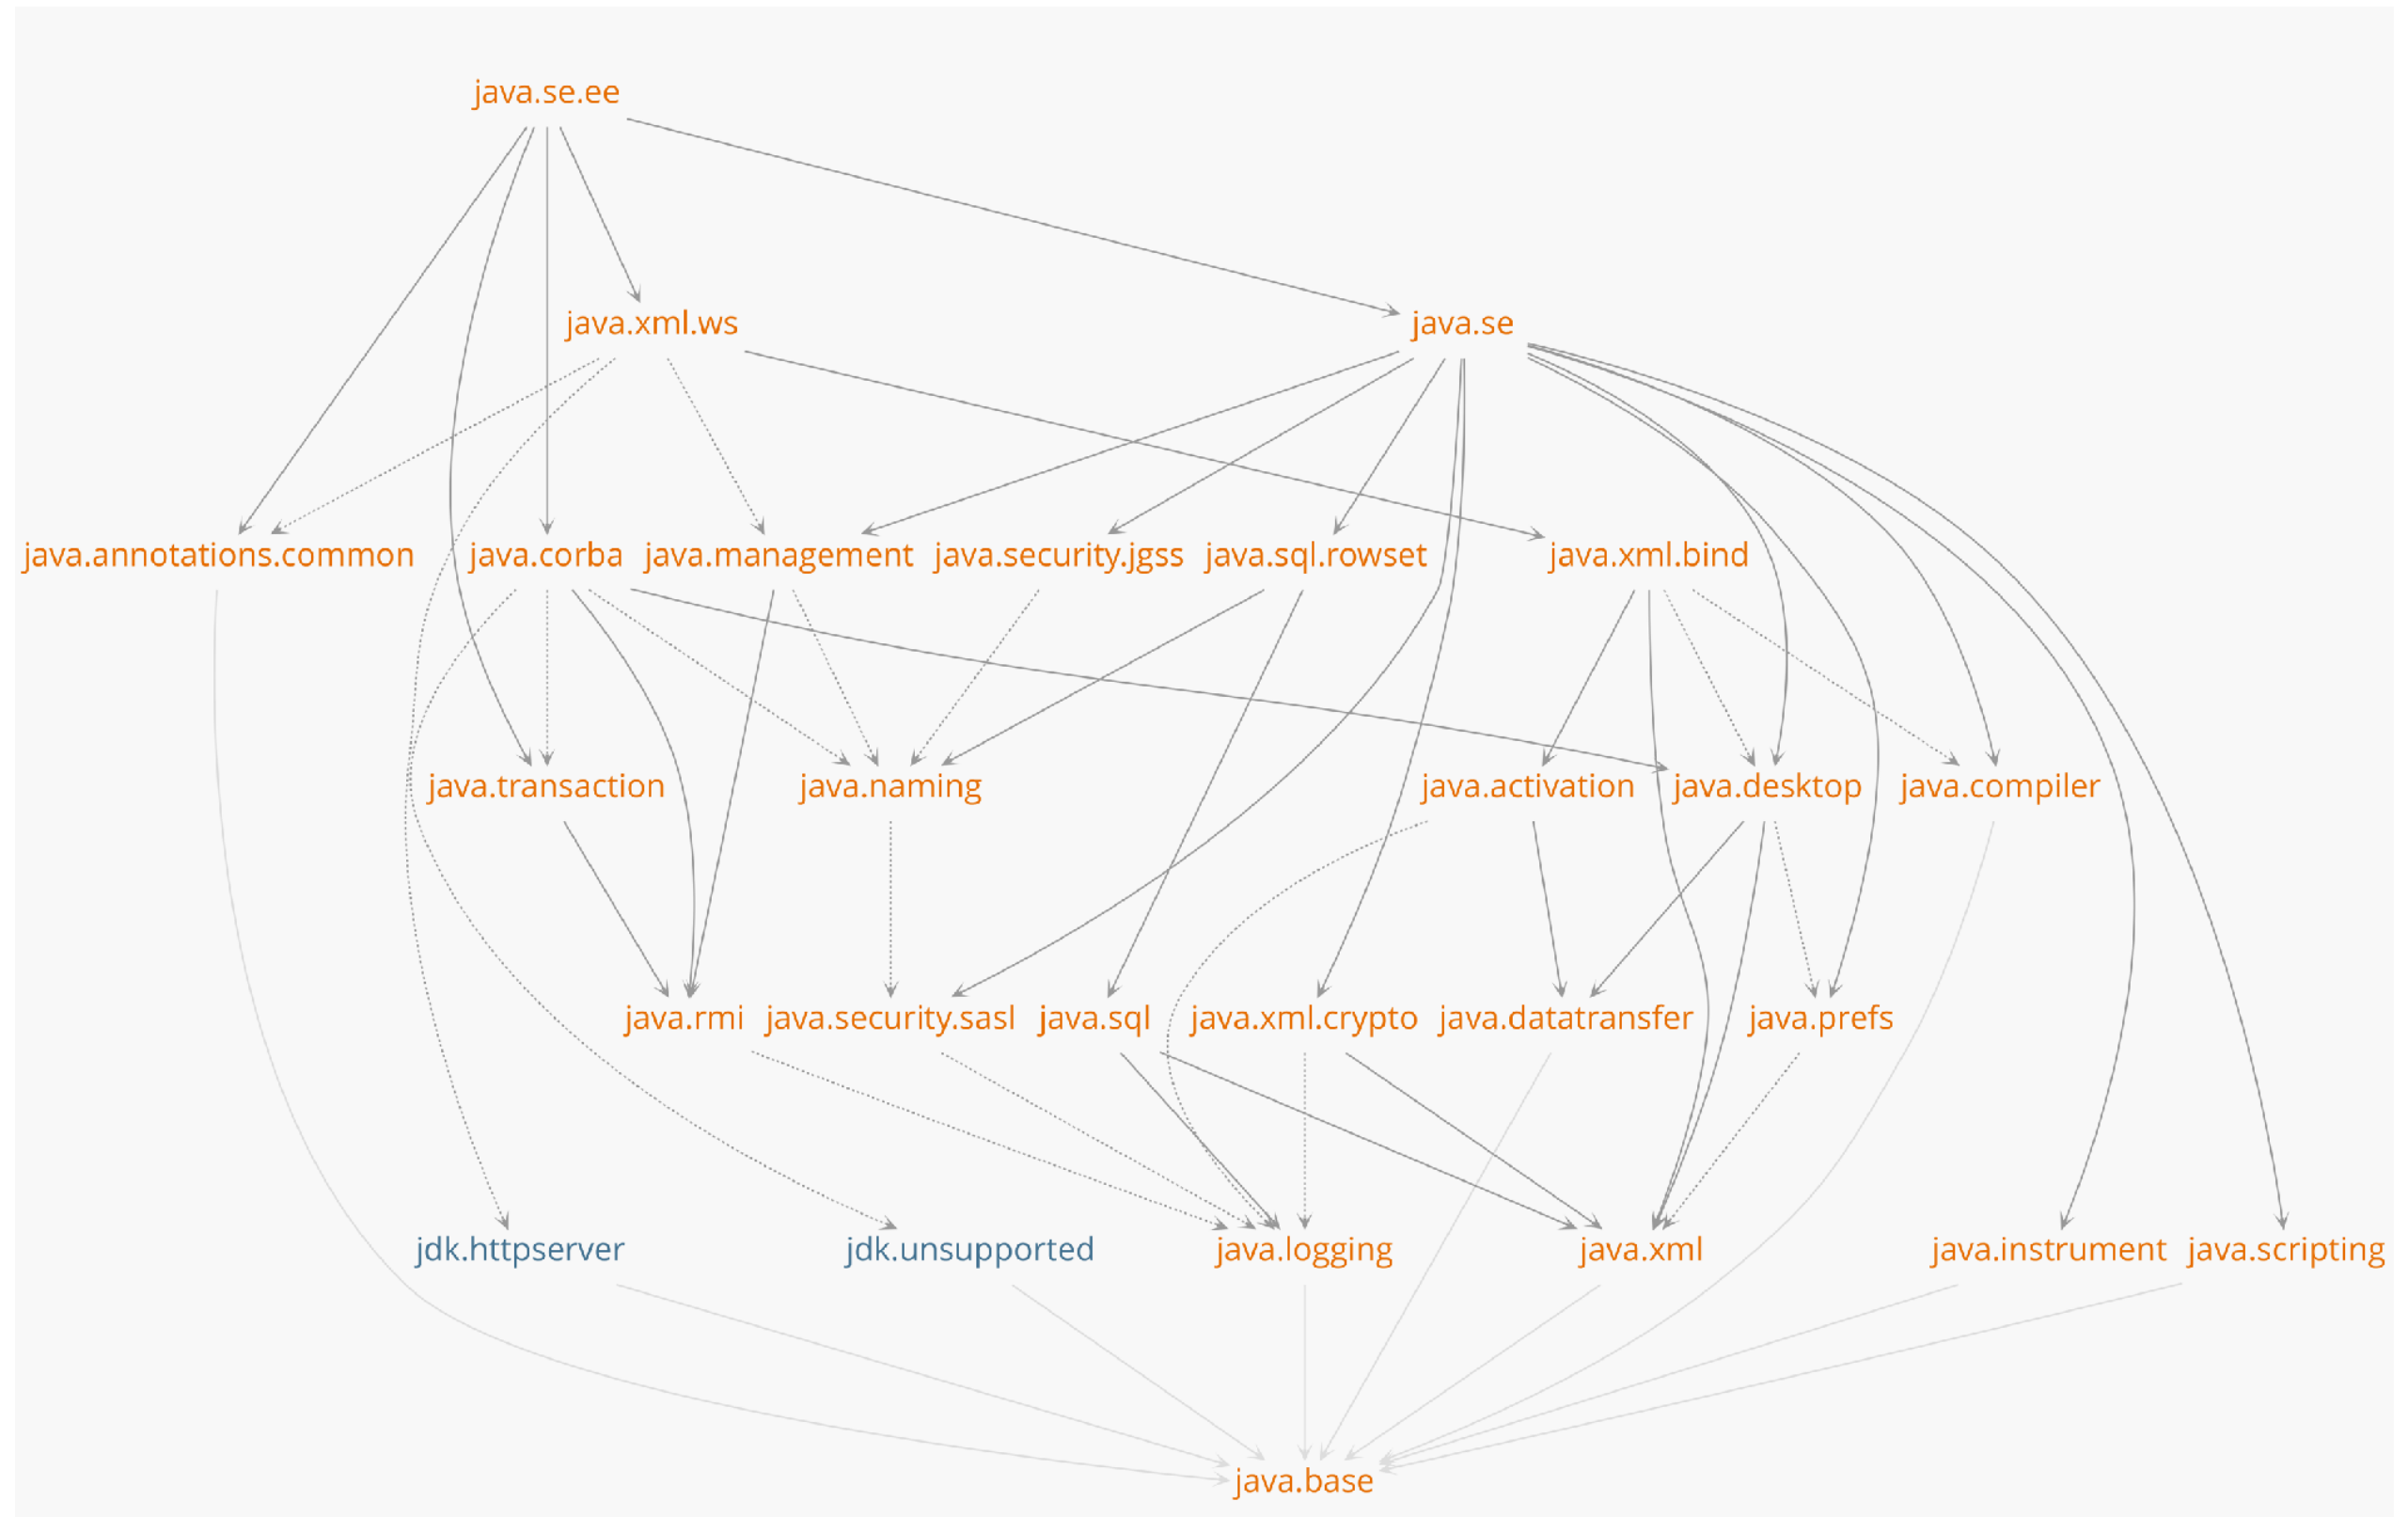 java.se.ee
java.xml.ws java.se
java.annotations.common java.corba java.management java.security.jgss java.sql.rowset java.xml.bind
java.transaction java.naming java.activation java.desktop java.compiler
java.rmi java.security.sasl java.sql java.xml.crypto java.datatransfer java.prefs
jdk.httpserver jdk.unsupported java.logging java.xml java.instrument java.scripting
java.base